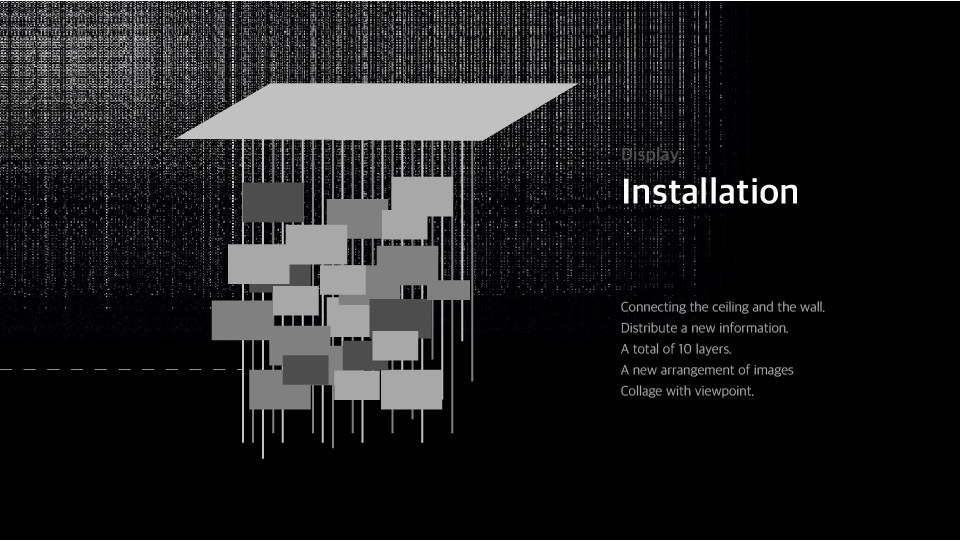 Display
Installation
Connecting the ceiling and the wall.
Distribute a new information.
A total of 10 layers.
A new arrangement of images
Collage with viewpoint.